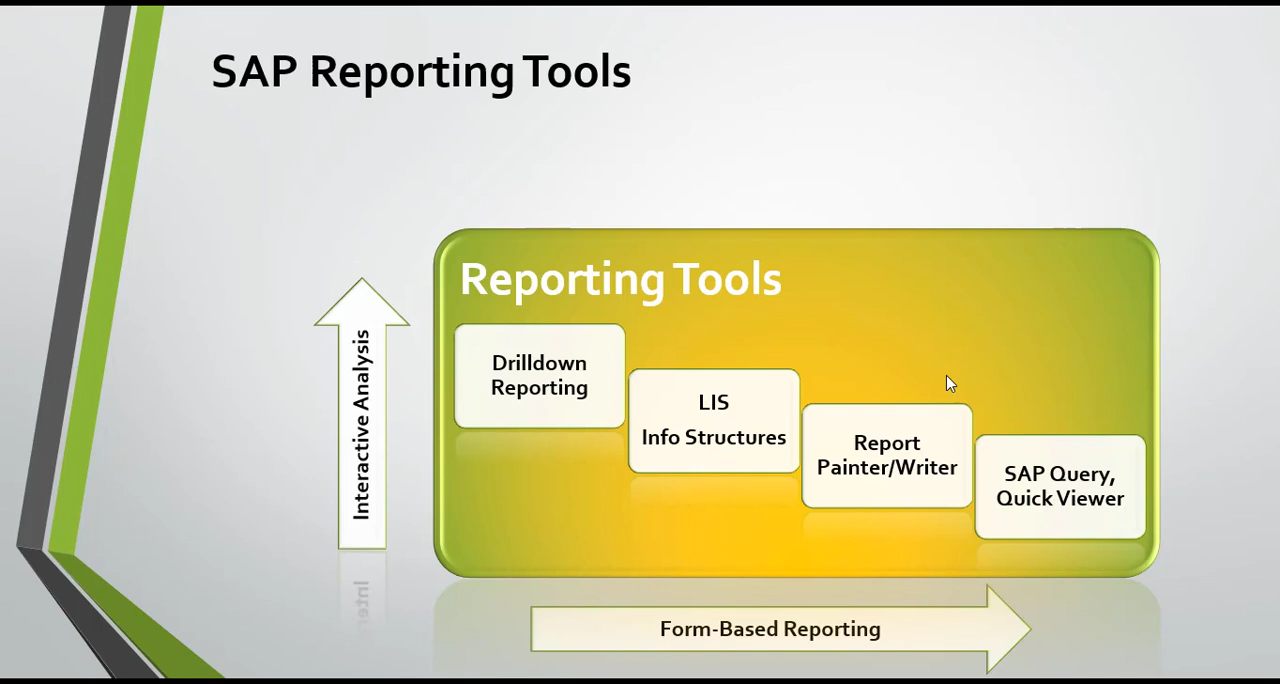 SAP Reporting Tools
Reporting Tools
Interactive Analysis
Drilldown
Reporting
LIS
Info Structures
Report
Painter/Writer
SAP Query,
Quick Viewer
Form-Based Reporting
Inte